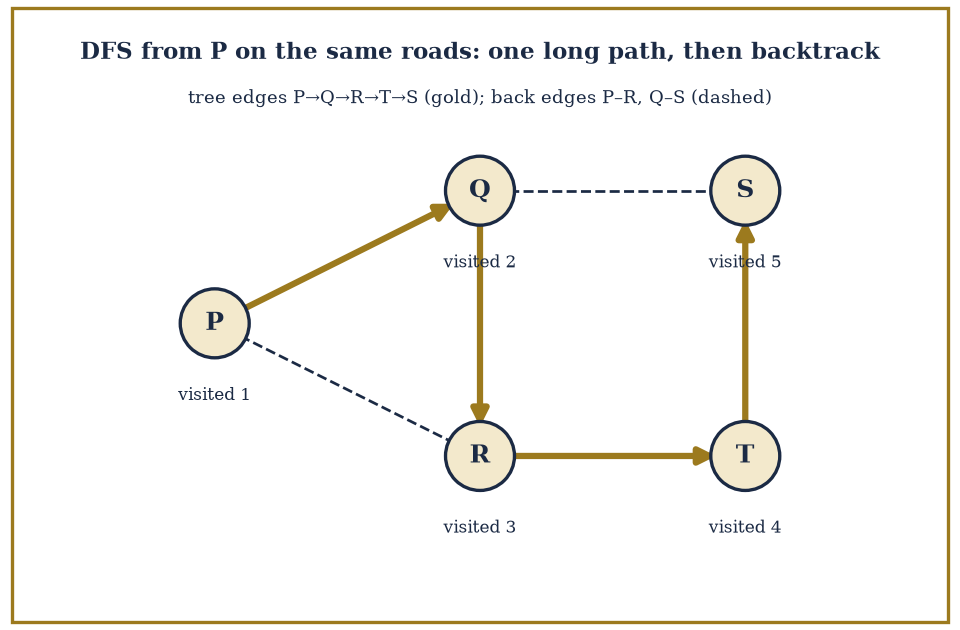 DFS from P on the same roads: one long path, then backtrack
tree edges P→Q→R→T→S (gold); back edges P–R, Q–S (dashed)
Q
S
visited 2
visited 5
P
visited 1
R
T
visited 3
visited 4